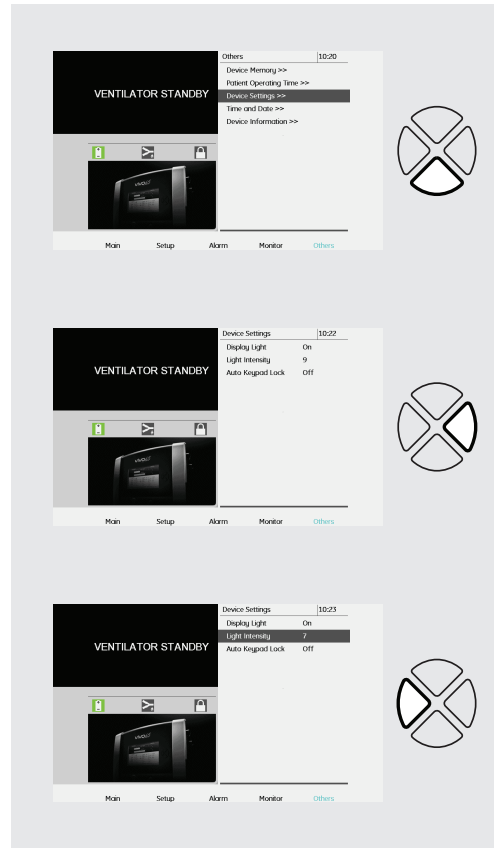 Others 10:20
Device Memory >>
Patient Operating Time >>
VENTILATOR STANDBY
Device Settings >>
Time and Date >>
Device Information >>
VIVO
Main Setup Alarm Monitor Others
Device Settings 10:22
Display Light On
Light Intensity 9
VENTILATOR STANDBY
Auto Keypad Lock Off
VIVO
Main Setup Alarm Monitor Others
Device Settings 10:23
Display Light On
Light Intensity 7
VENTILATOR STANDBY
Auto Keypad Lock Off
VIVO
Main Setup Alarm Monitor Others